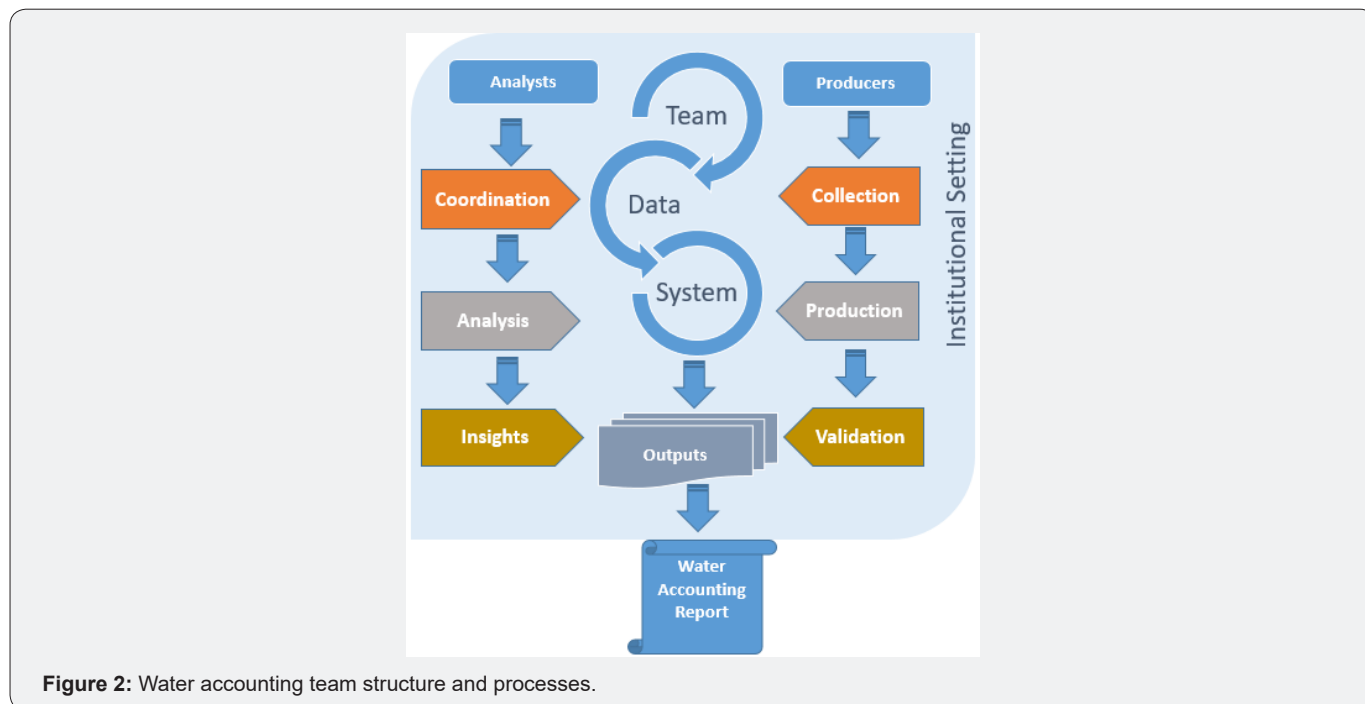 Analysts
Producers
Team
Coordination
Collection
Data
System
Analysis
Production
Institutional Setting
Insights
Outputs
Validation
Water
Accounting
Report
Figure 2: Water accounting team structure and processes.